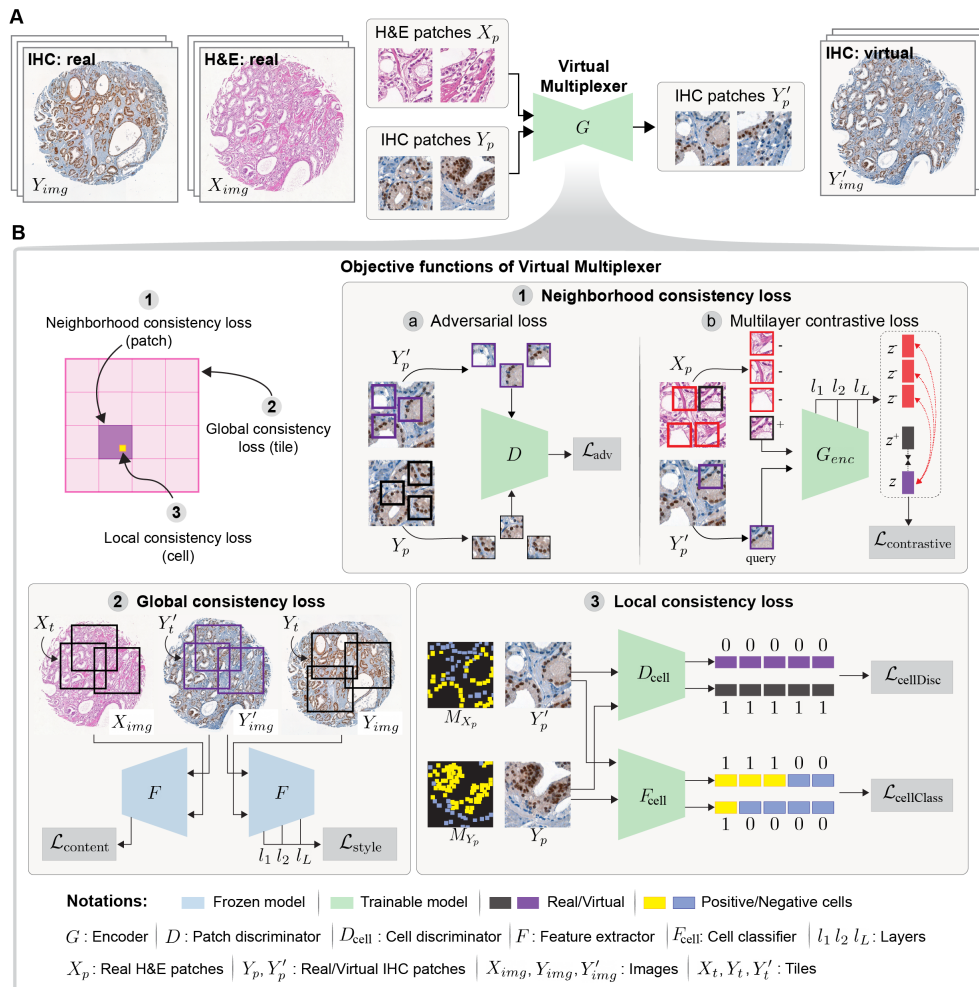 A
IHC: real
Y_img
H&E: real
X_img
H&E patches X_p
IHC patches Y_p
Virtual
Multiplexer
G
IHC patches Y'_p
IHC: virtual
Y'_img
B
Objective functions of Virtual Multiplexer
1
Neighborhood consistency loss
(patch)
2
Global consistency
loss (tile)
3
Local consistency loss
(cell)
1 Neighborhood consistency loss
a Adversarial loss
Y'_p
D
ℒ_adv
Y_p
b Multilayer contrastive loss
X_p
-
-
-
+
l_1 l_2 l_L
G_enc
z^-
z^-
z^-
z^+
z
Y'_p
query
ℒ_contrastive
2 Global consistency loss
X_t
Y'_t
Y_t
X_img
Y'_img
Y_img
F
F
ℒ_content
l_1 l_2 l_L
ℒ_style
3 Local consistency loss
M_{X_p}
Y'_p
D_cell
0 0 0 0 0
1 1 1 1 1
ℒ_cellDisc
M_{Y_p}
Y_p
F_cell
1 1 1 0 0
1 0 0 0 0
ℒ_cellClass
Notations: Frozen model Trainable model Real/Virtual Positive/Negative cells
G : Encoder D : Patch discriminator D_cell : Cell discriminator F : Feature extractor F_cell: Cell classifier l_1 l_2 l_L : Layers
X_p : Real H&E patches Y_p, Y'_p : Real/Virtual IHC patches X_img, Y_img, Y'_img : Images X_t, Y_t, Y'_t : Tiles